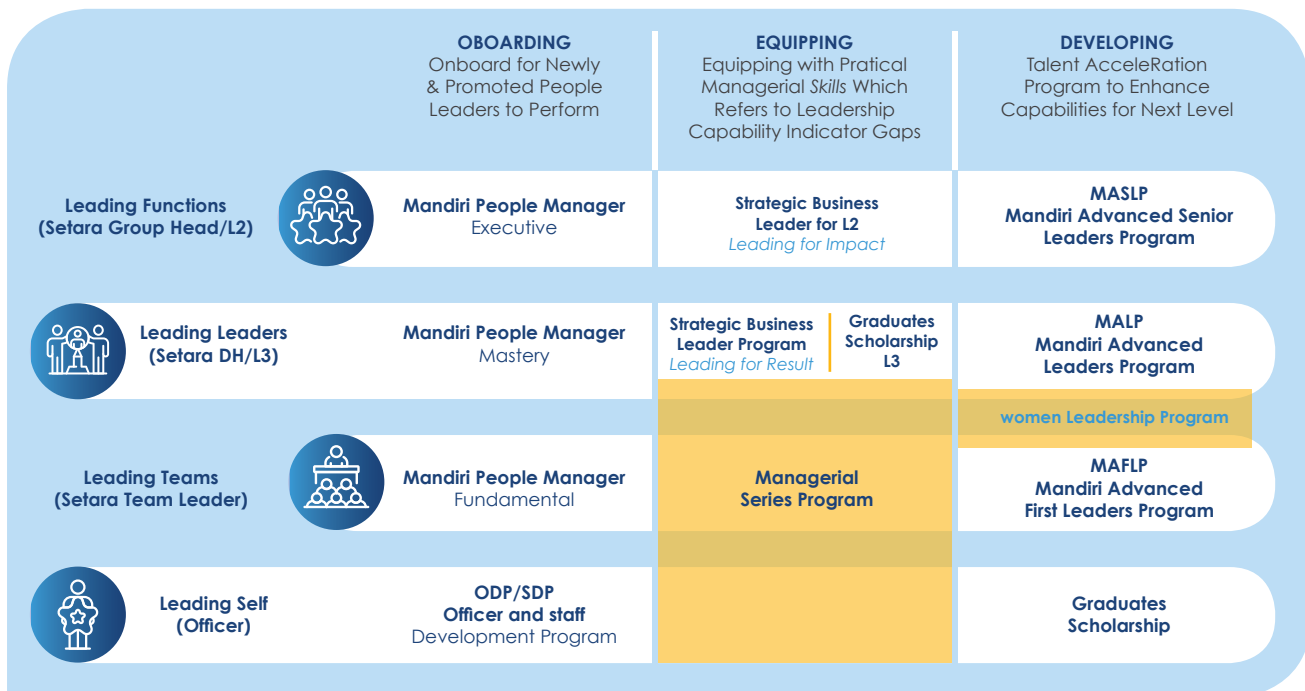 OBOARDING
Onboard for Newly
& Promoted People
Leaders to Perform
EQUIPPING
Equipping with Pratical
Managerial Skills Which
Refers to Leadership
Capability Indicator Gaps
DEVELOPING
Talent AcceleRation
Program to Enhance
Capabilities for Next Level
Leading Functions
(Setara Group Head/L2)
Mandiri People Manager
Executive
Strategic Business
Leader for L2
Leading for Impact
MASLP
Mandiri Advanced Senior
Leaders Program
Leading Leaders
(Setara DH/L3)
Mandiri People Manager
Mastery
Strategic Business
Leader Program
Leading for Result
Graduates
Scholarship
L3
MALP
Mandiri Advanced
Leaders Program
women Leadership Program
Leading Teams
(Setara Team Leader)
Mandiri People Manager
Fundamental
Managerial
Series Program
MAFLP
Mandiri Advanced
First Leaders Program
Leading Self
(Officer)
ODP/SDP
Officer and staff
Development Program
Graduates
Scholarship